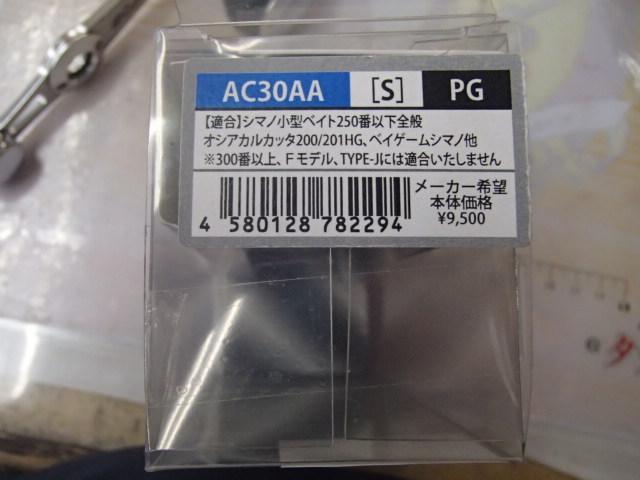 AC30AA [S] PG
【適合】シマノ小型ベイト250番以下全般
オシアカルカッタ200/201HG、ベイゲームシマノ他
※300番以上、Fモデル、TYPE-Jには適合いたしません
メーカー希望
本体価格
¥9,500
4 580128 782294